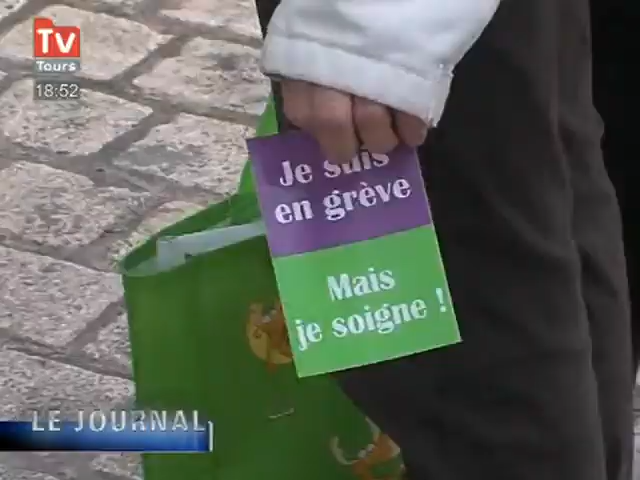 TV
Tours
18:52
Je suis
en grève
Mais
je soigne !
LE JOURNAL